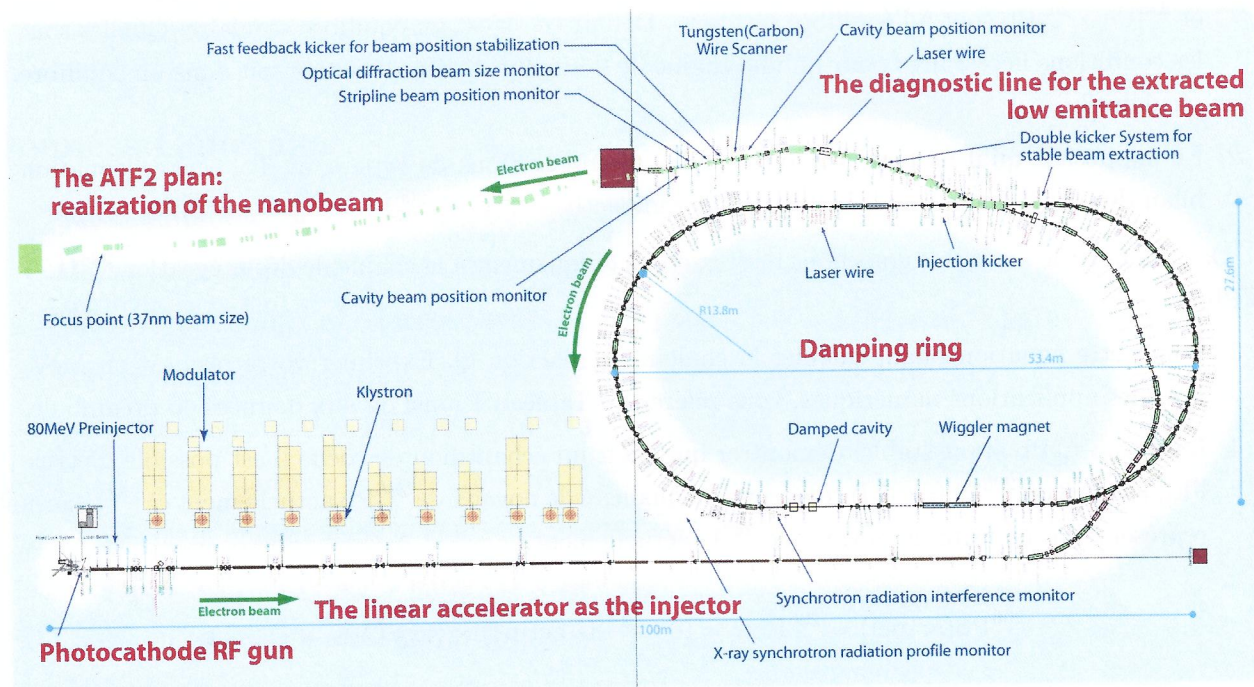 Fast feedback kicker for beam position stabilization
Optical diffraction beam size monitor
Stripline beam position monitor
Tungsten(Carbon)
Wire Scanner
Cavity beam position monitor
Laser wire
The diagnostic line for the extracted
low emittance beam
Double kicker System for
stable beam extraction
Electron beam
The ATF2 plan:
realization of the nanobeam
Focus point (37nm beam size)
Cavity beam position monitor
Electron beam
Laser wire
Injection kicker
27.6m
R13.8m
Damping ring
53.4m
Modulator
Klystron
80MeV Preinjector
Damped cavity
Wiggler magnet
Electron beam
The linear accelerator as the injector
Synchrotron radiation interference monitor
100m
Photocathode RF gun
X-ray synchrotron radiation profile monitor